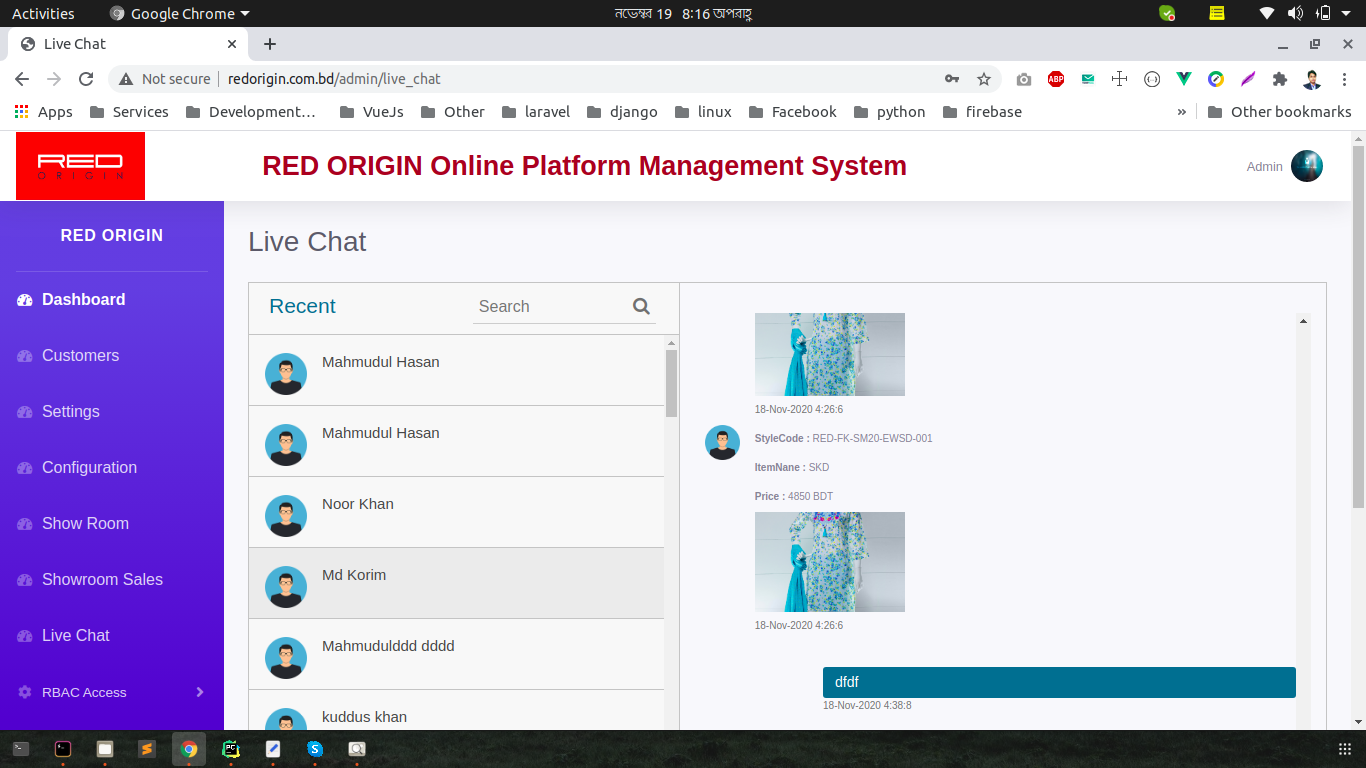 Activities
Google Chrome
নভেম্বর 19 8:16 অপরাহ্ণ
Live Chat
Not secure
redorigin.com.bd/admin/live_chat
ABP
Apps
Services
Development…
VueJs
Other
laravel
django
linux
Facebook
python
firebase
»
Other bookmarks
RED
ORIGIN
RED ORIGIN Online Platform Management System
Admin
RED ORIGIN
Dashboard
Customers
Settings
Configuration
Show Room
Showroom Sales
Live Chat
RBAC Access
Live Chat
Recent
Search
Mahmudul Hasan
Mahmudul Hasan
Noor Khan
Md Korim
Mahmudulddd dddd
kuddus khan
18-Nov-2020 4:26:6
StyleCode : RED-FK-SM20-EWSD-001
ItemNane : SKD
Price : 4850 BDT
18-Nov-2020 4:26:6
dfdf
18-Nov-2020 4:38:8